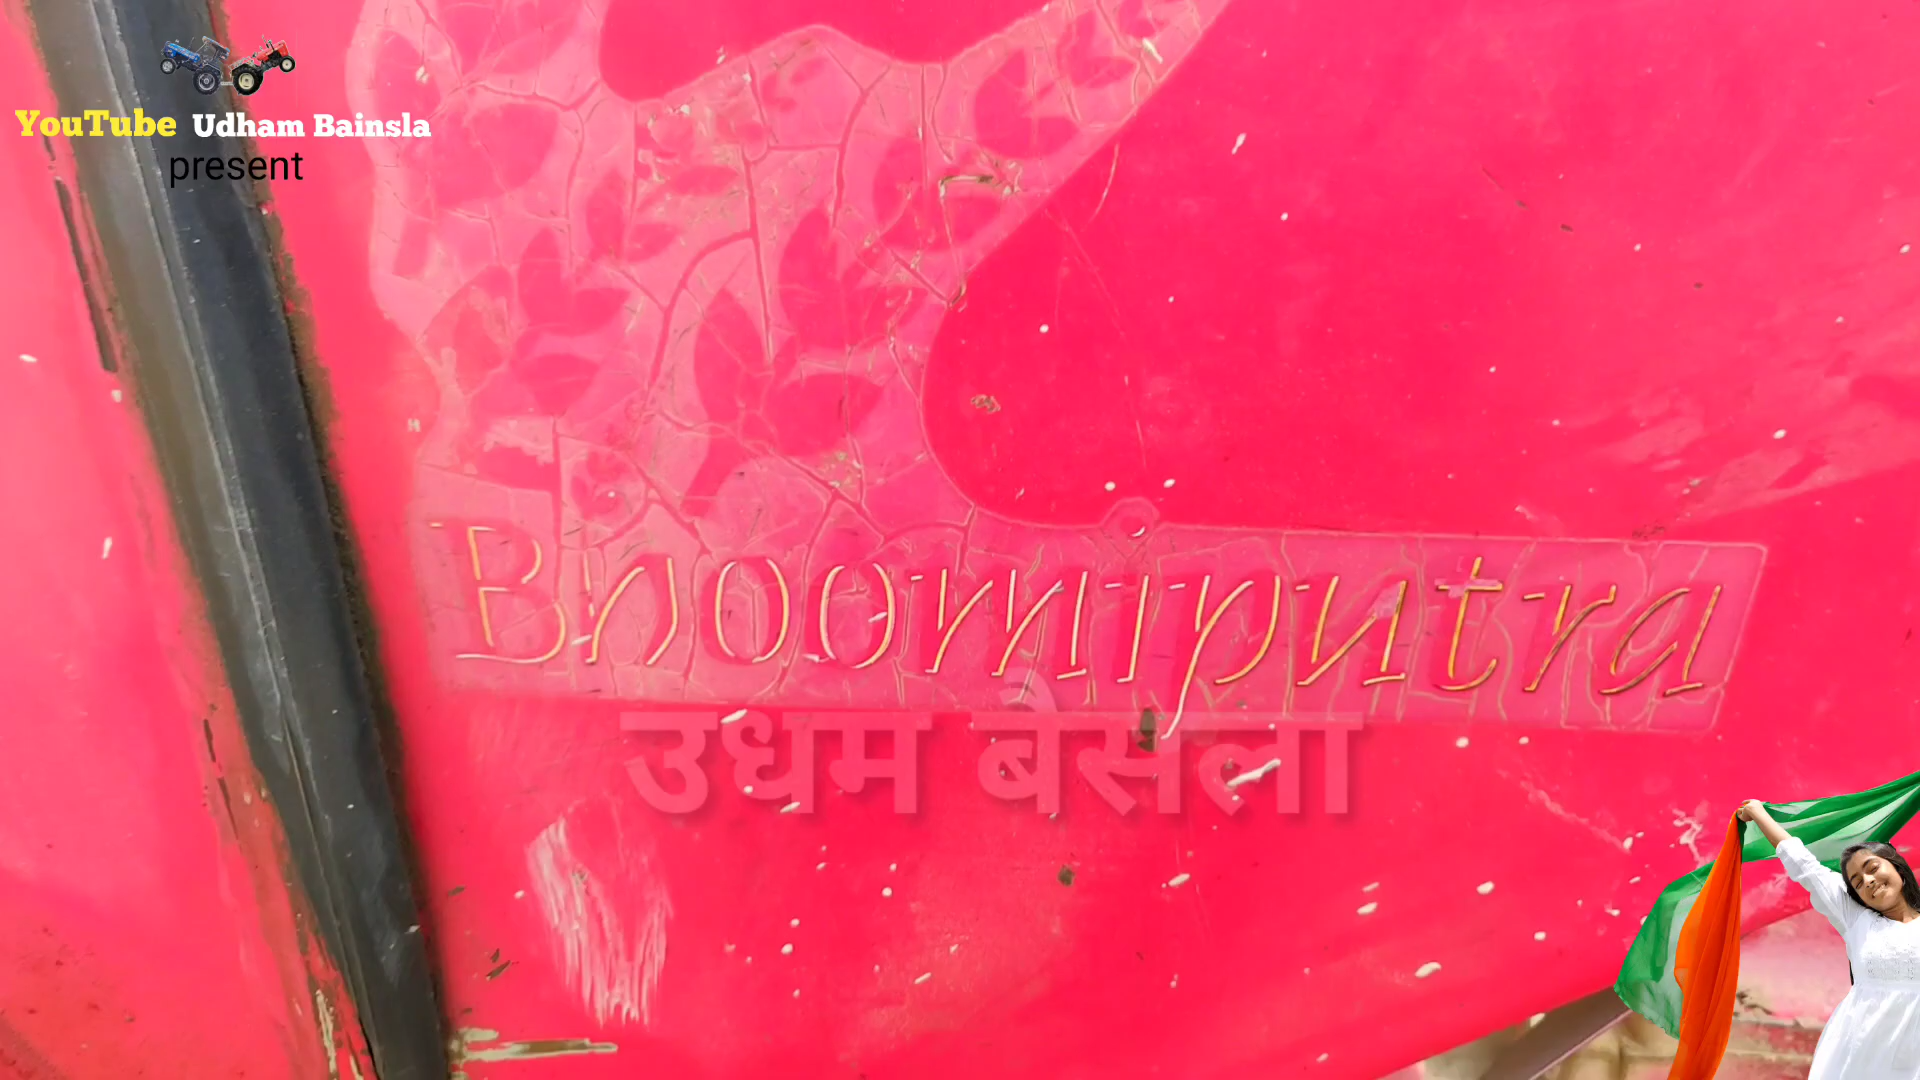 YouTube Udham Bainsla
present
Bhoomiputra
उधम बैसला